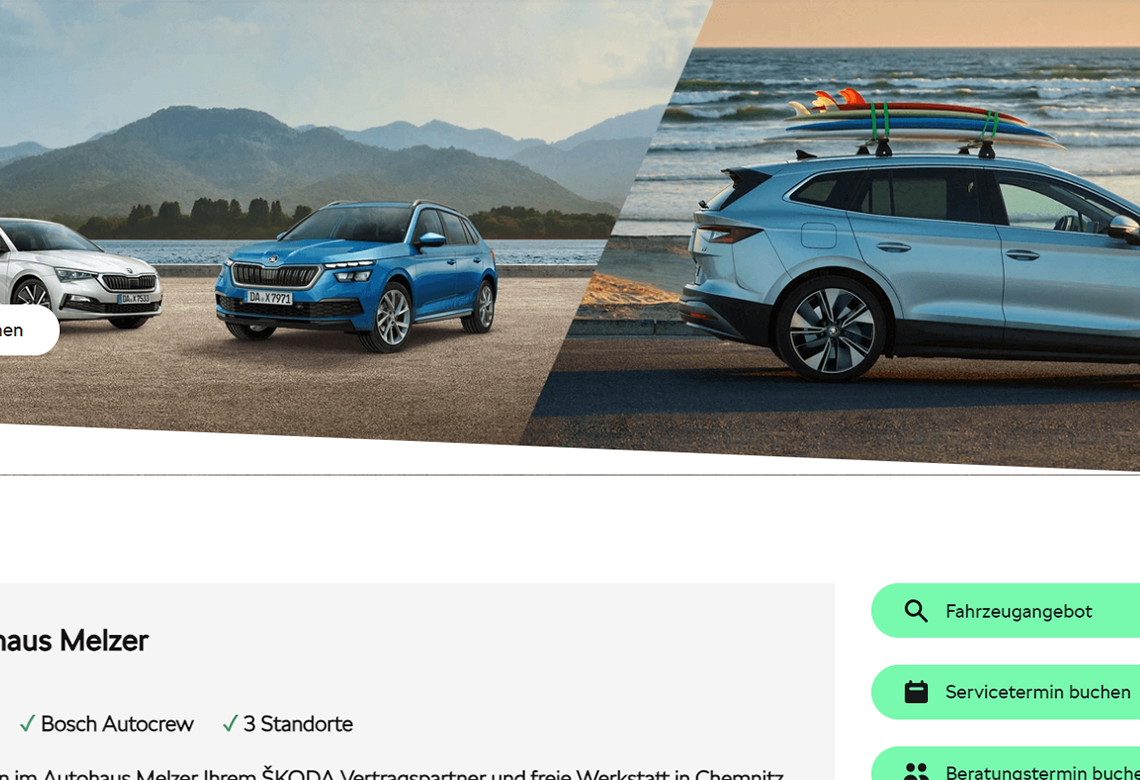 DA X7533
DA X7971
nen
haus Melzer
✓ Bosch Autocrew ✓ 3 Standorte
n im Autohaus Melzer Ihrem ŠKODA Vertragspartner und freie Werkstatt in Chemnitz
Fahrzeugangebot
Servicetermin buchen
Beratungstermin buche